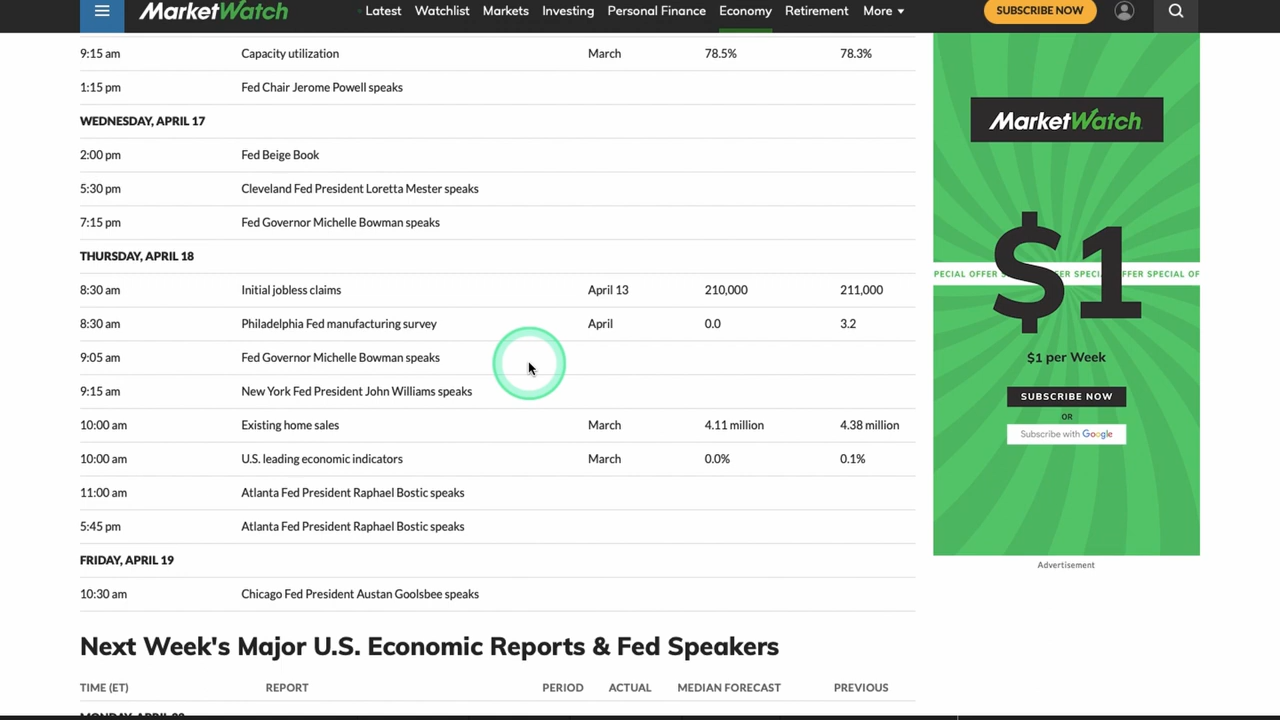 MarketWatch Latest Watchlist Markets Investing Personal Finance Economy Retirement More SUBSCRIBE NOW
9:15 am Capacity utilization March 78.5% 78.3%
1:15 pm Fed Chair Jerome Powell speaks
WEDNESDAY, APRIL 17
2:00 pm Fed Beige Book
5:30 pm Cleveland Fed President Loretta Mester speaks
7:15 pm Fed Governor Michelle Bowman speaks
THURSDAY, APRIL 18
8:30 am Initial jobless claims April 13 210,000 211,000
8:30 am Philadelphia Fed manufacturing survey April 0.0 3.2
9:05 am Fed Governor Michelle Bowman speaks
9:15 am New York Fed President John Williams speaks
10:00 am Existing home sales March 4.11 million 4.38 million
10:00 am U.S. leading economic indicators March 0.0% 0.1%
11:00 am Atlanta Fed President Raphael Bostic speaks
5:45 pm Atlanta Fed President Raphael Bostic speaks
FRIDAY, APRIL 19
10:30 am Chicago Fed President Austan Goolsbee speaks
Next Week's Major U.S. Economic Reports & Fed Speakers
TIME (ET) REPORT PERIOD ACTUAL MEDIAN FORECAST PREVIOUS
MarketWatch
$1
OFFER SPECIAL OF
$1 per Week
SUBSCRIBE NOW
OR
Subscribe with Google
Advertisement